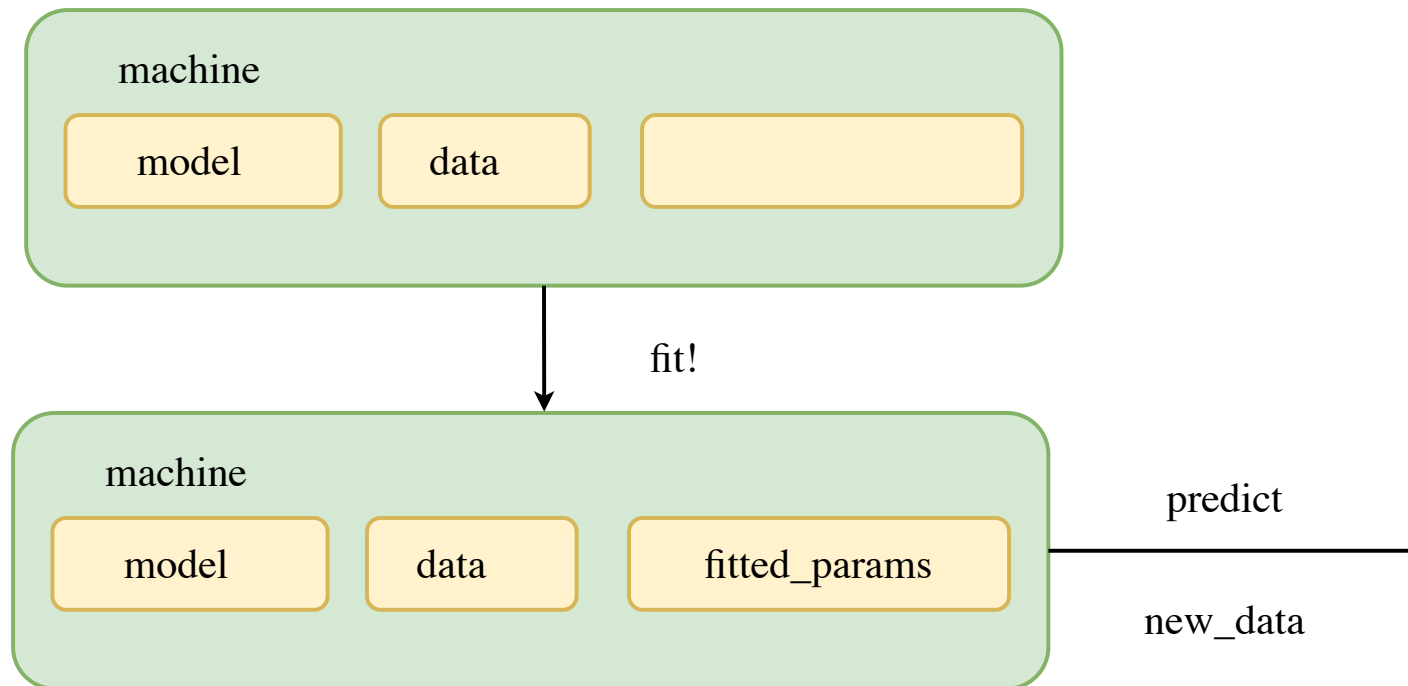 machine
model data
fit!
machine
predict
model data fitted_params
new_data